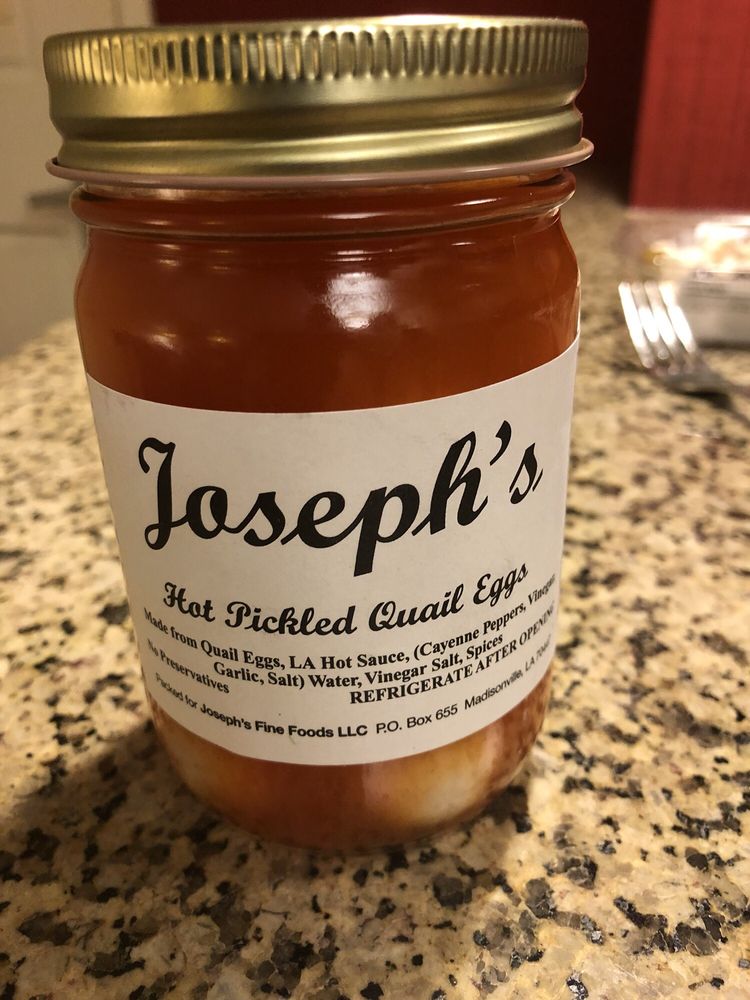 Joseph's
Hot Pickled Quail Eggs
Made from Quail Eggs, LA Hot Sauce, (Cayenne Peppers, Vinegar
Garlic, Salt) Water, Vinegar Salt, Spices
No Preservatives
REFRIGERATE AFTER OPENING
Packed for Joseph's Fine Foods LLC P.O. Box 655 Madisonville, LA